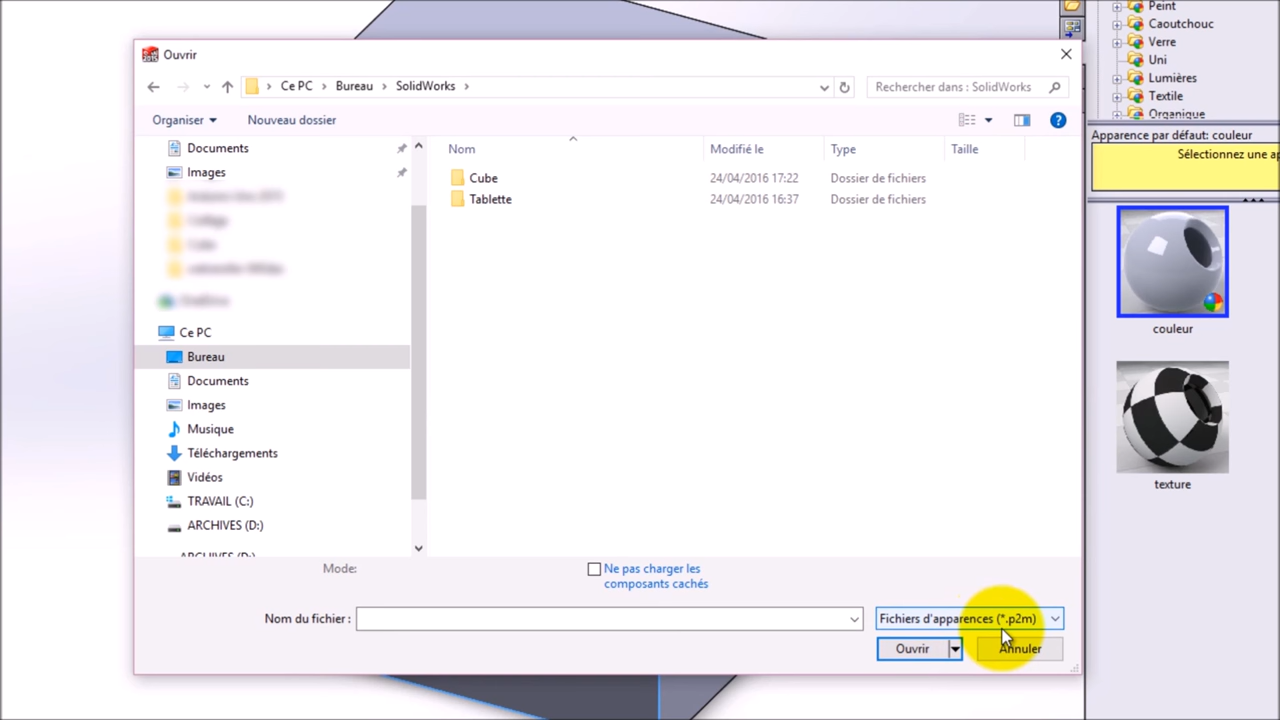 Ouvrir
Ce PC
Bureau
SolidWorks
Rechercher dans : SolidWorks
Organiser
Nouveau dossier
Documents
Images
Ce PC
Bureau
Documents
Images
Musique
Téléchargements
Vidéos
TRAVAIL (C:)
ARCHIVES (D:)
ARCHIVES (D:)
Nom
Modifié le
Type
Taille
Cube
24/04/2016 17:22
Dossier de fichiers
Tablette
24/04/2016 16:37
Dossier de fichiers
Mode:
Ne pas charger les
composants cachés
Nom du fichier :
Fichiers d'apparences (*.p2m)
Ouvrir
Annuler
Peint
Caoutchouc
Verre
Uni
Lumières
Textile
Organique
Apparence par défaut: couleur
Sélectionnez une
couleur
texture